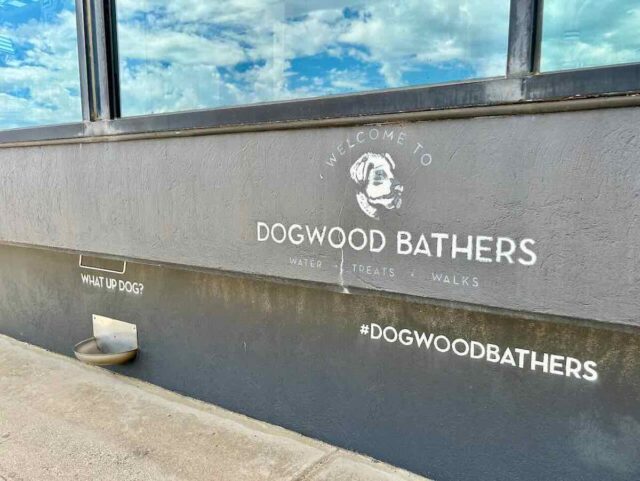 WELCOME TO
DOGWOOD BATHERS
WATER · TREATS · WALKS
WHAT UP DOG?
#DOGWOODBATHERS